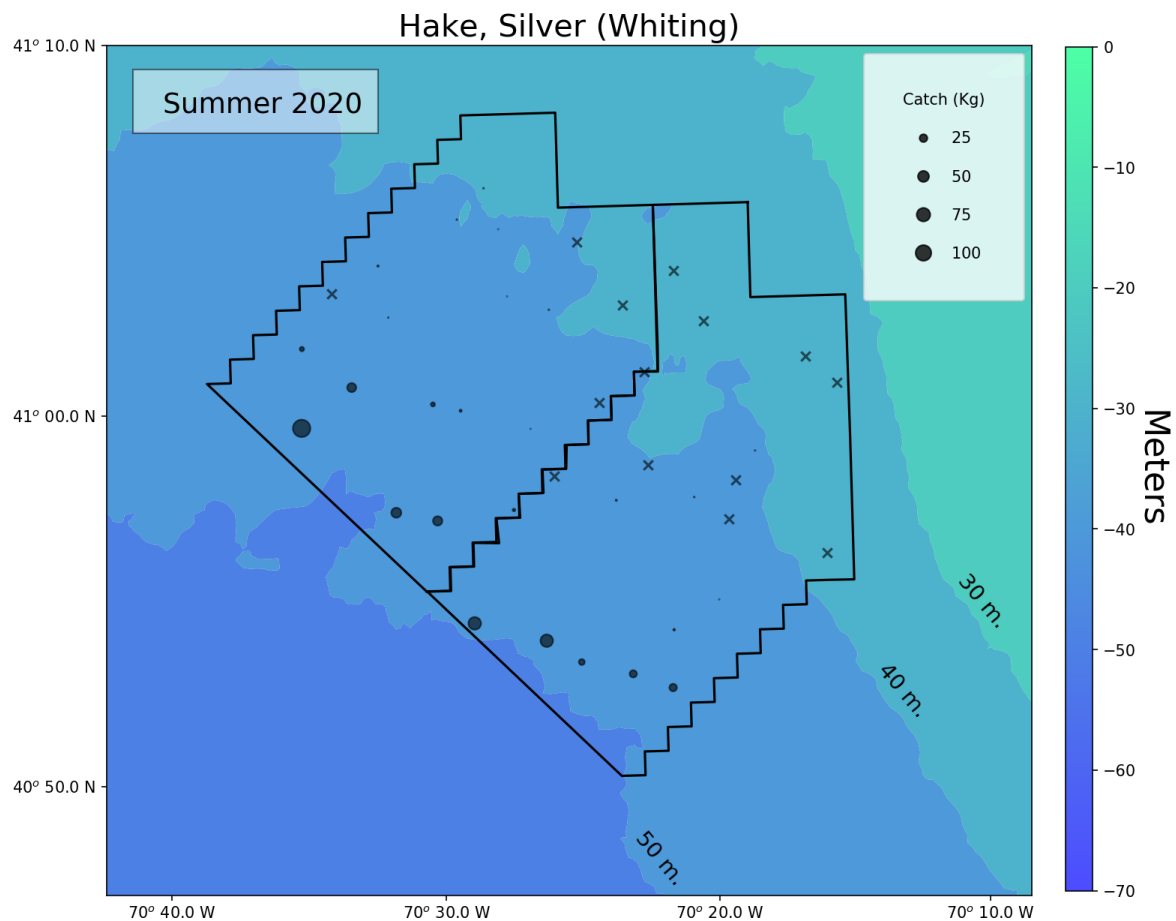 Hake, Silver (Whiting)
41° 10.0 N
41° 00.0 N
40° 50.0 N
Summer 2020
Catch (Kg)
25
50
75
100
30 m.
40 m.
50 m.
70° 40.0 W
70° 30.0 W
70° 20.0 W
70° 10.0 W
0
−10
−20
−30
−40
−50
−60
−70
Meters